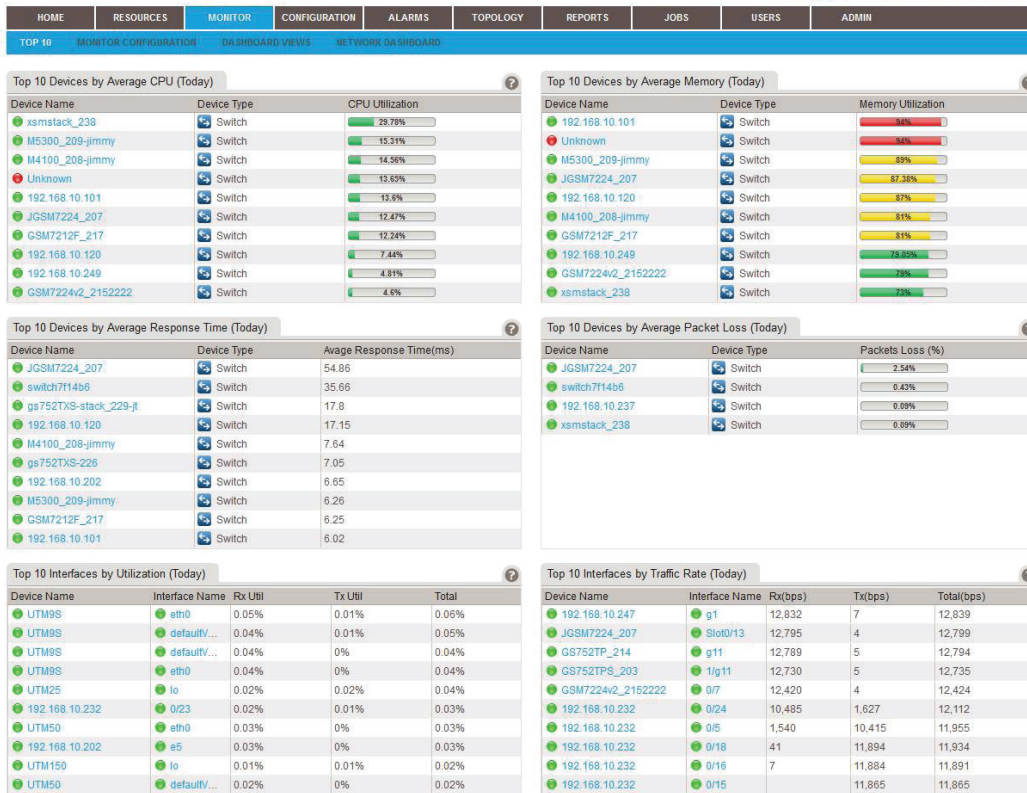 HOME RESOURCES MONITOR CONFIGURATION ALARMS TOPOLOGY REPORTS JOBS USERS ADMIN
TOP 10 MONITOR CONFIGURATION DASHBOARD VIEWS NETWORK DASHBOARD
Top 10 Devices by Average CPU (Today)
Device Name Device Type CPU Utilization
xsmstack_238 Switch 29.78%
M5300_209-jimmy Switch 15.31%
M4100_208-jimmy Switch 14.56%
Unknown Switch 13.65%
192.168.10.101 Switch 13.6%
JGSM7224_207 Switch 12.47%
GSM7212F_217 Switch 12.24%
192.168.10.120 Switch 7.44%
192.168.10.249 Switch 4.81%
GSM7224v2_2152222 Switch 4.6%
Top 10 Devices by Average Memory (Today)
Device Name Device Type Memory Utilization
192.168.10.101 Switch 94%
Unknown Switch 94%
M5300_209-jimmy Switch 89%
JGSM7224_207 Switch 87.38%
192.168.10.120 Switch 87%
M4100_208-jimmy Switch 81%
GSM7212F_217 Switch 81%
192.168.10.249 Switch 79.05%
GSM7224v2_2152222 Switch 79%
xsmstack_238 Switch 73%
Top 10 Devices by Average Response Time (Today)
Device Name Device Type Avage Response Time(ms)
JGSM7224_207 Switch 54.86
switch7f14b6 Switch 35.66
gs752TXS-stack_229-jt Switch 17.8
192.168.10.120 Switch 17.15
M4100_208-jimmy Switch 7.64
gs752TXS-226 Switch 7.05
192.168.10.202 Switch 6.65
M5300_209-jimmy Switch 6.26
GSM7212F_217 Switch 6.25
192.168.10.101 Switch 6.02
Top 10 Devices by Average Packet Loss (Today)
Device Name Device Type Packets Loss (%)
JGSM7224_207 Switch 2.54%
switch7f14b6 Switch 0.43%
192.168.10.237 Switch 0.09%
xsmstack_238 Switch 0.09%
Top 10 Interfaces by Utilization (Today)
Device Name Interface Name Rx Util Tx Util Total
UTM9S eth0 0.05% 0.01% 0.06%
UTM9S defaultV... 0.04% 0.01% 0.05%
UTM9S defaultV... 0.04% 0% 0.04%
UTM9S eth0 0.04% 0% 0.04%
UTM25 lo 0.02% 0.02% 0.04%
192.168.10.232 0/23 0.02% 0.01% 0.03%
UTM50 eth0 0.03% 0% 0.03%
192.168.10.202 e5 0.03% 0% 0.03%
UTM150 lo 0.01% 0.01% 0.02%
UTM50 defaultV... 0.02% 0% 0.02%
Top 10 Interfaces by Traffic Rate (Today)
Device Name Interface Name Rx(bps) Tx(bps) Total(bps)
192.168.10.247 g1 12,832 7 12,839
JGSM7224_207 Slot0/13 12,795 4 12,799
GS752TP_214 g11 12,789 5 12,794
GS752TPS_203 1/g11 12,730 5 12,735
GSM7224v2_2152222 0/7 12,420 4 12,424
192.168.10.232 0/24 10,485 1,627 12,112
192.168.10.232 0/5 1,540 10,415 11,955
192.168.10.232 0/18 41 11,894 11,934
192.168.10.232 0/16 7 11,884 11,891
192.168.10.232 0/15 11,865 11,865